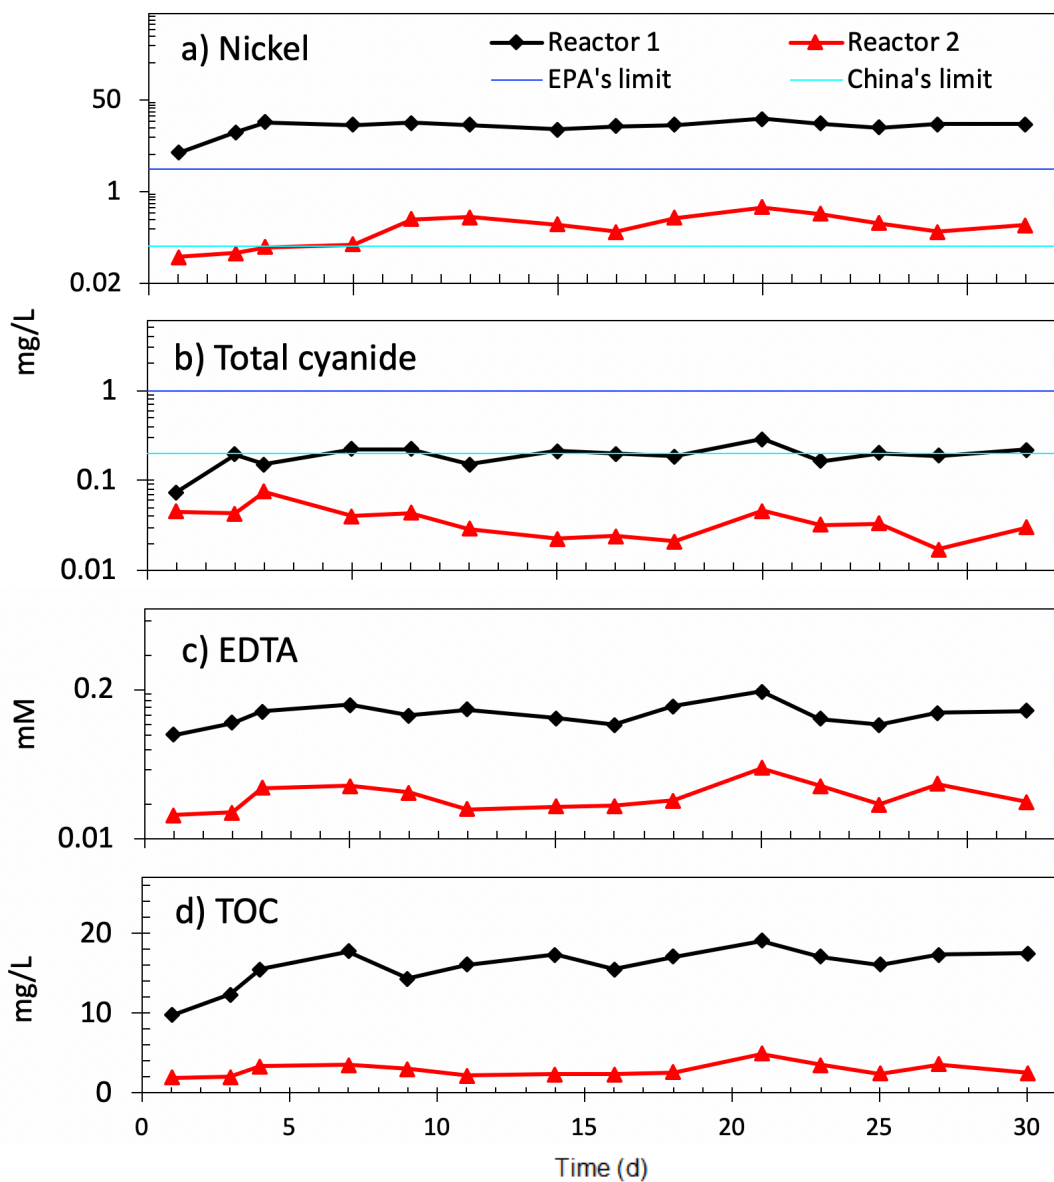 a) Nickel
Reactor 1
Reactor 2
EPA's limit
China's limit
50
1
0.02
mg/L
b) Total cyanide
1
0.1
0.01
c) EDTA
0.2
mM
0.01
d) TOC
20
mg/L
10
0
0 5 10 15 20 25 30
Time (d)